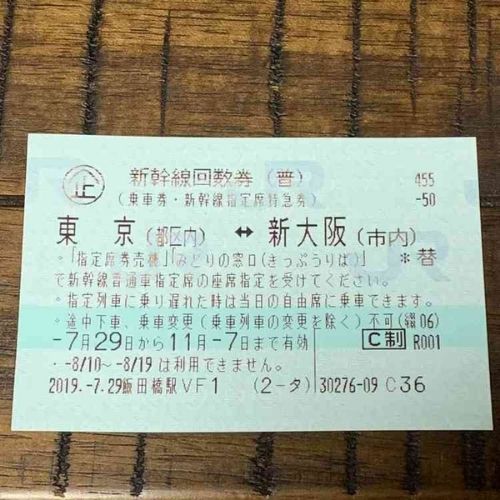 企 新幹線回数券(普) 455
(乗車券・新幹線指定席特急券) -50
東 京(都区内) ↔ 新大阪(市内)
*替
・「指定席券売機」「みどりの窓口(きっぷうりば)」
で新幹線普通車指定席の座席指定を受けてください。
・指定列車に乗り遅れた時は当日の自由席に乗車できます。
・途中下車、乗車変更(乗車列車の変更を除く)不可(綴06)
-7月29日から11月-7日まで有効 C制 R001
・-8/10~-8/19は利用できません。
2019.-7.29飯田橋駅VF1 (2-タ) 30276-09 C36